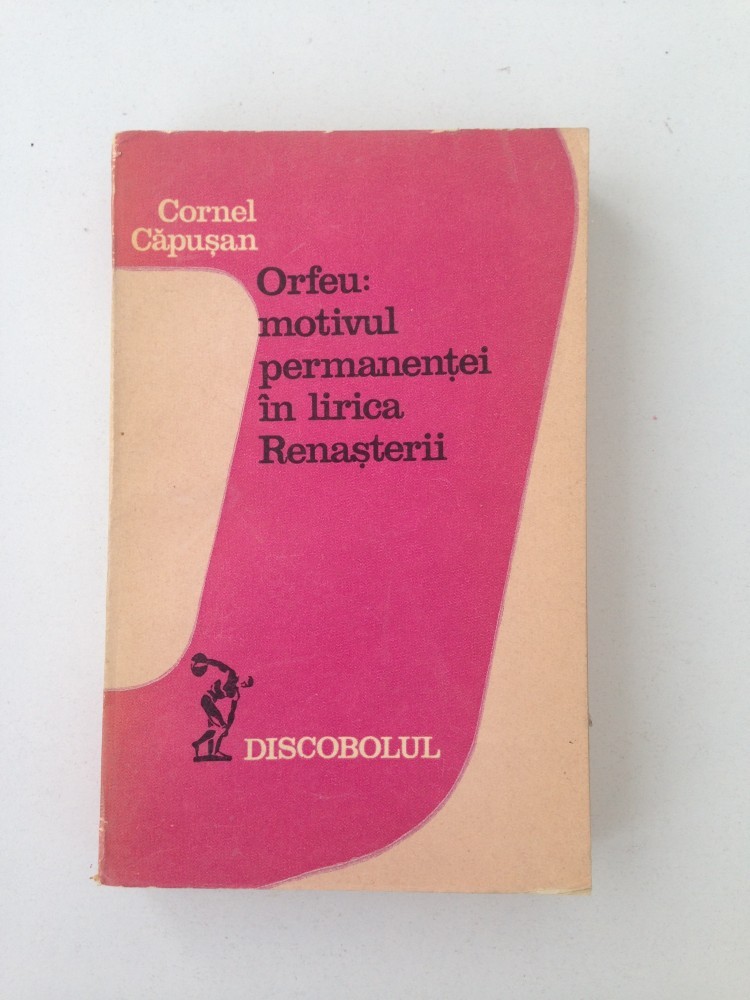 Cornel
Căpușan
Orfeu:
motivul
permanenței
în lirica
Renașterii
DISCOBOLUL